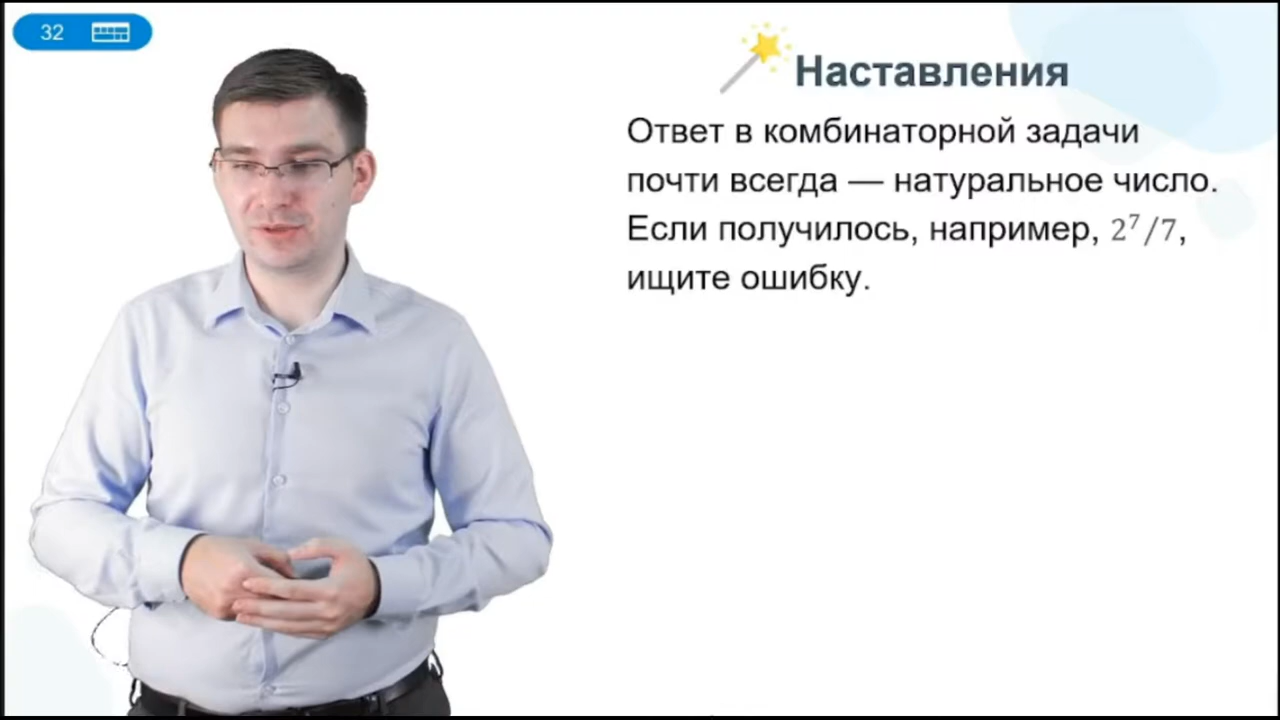 32
Наставления
Ответ в комбинаторной задачи
почти всегда — натуральное число.
Если получилось, например, 2⁷/7,
ищите ошибку.